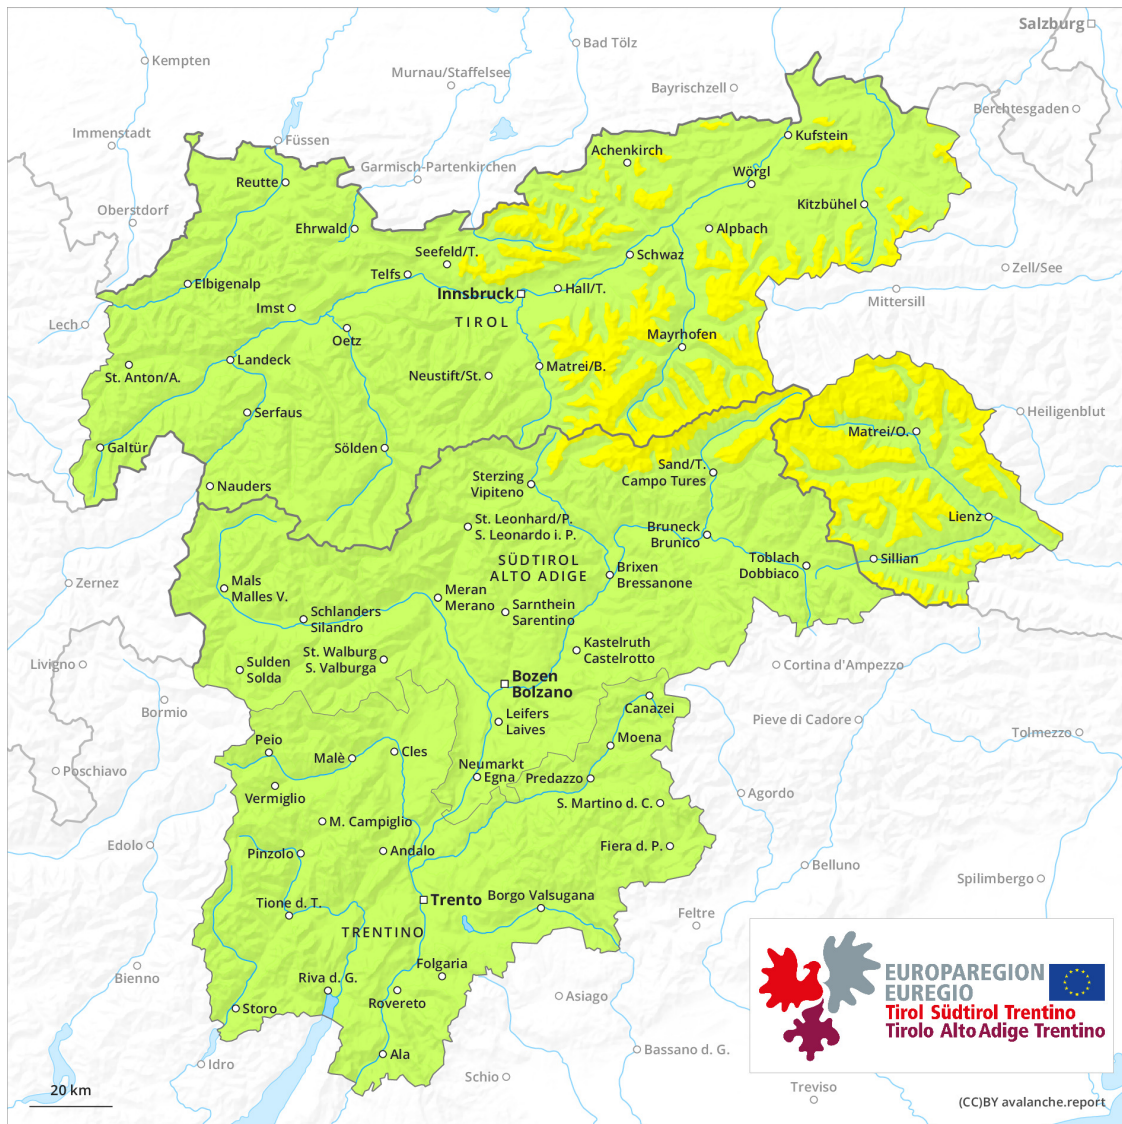 Salzburg
Bad Tölz
Kempten
Murnau/Staffelsee
Bayrischzell
Berchtesgaden
Immenstadt
Füssen
Kufstein
Achenkirch
Garmisch-Partenkirchen
Wörgl
Reutte
Kitzbühel
Oberstdorf
Ehrwald
Alpbach
Seefeld/T.
Schwaz
Telfs
Zell/See
Elbigenalp
Hall/T.
Innsbruck
Mittersill
Imst
TIROL
Lech
Oetz
Mayrhofen
Landeck
Matrei/B.
St. Anton/A.
Neustift/St.
Serfaus
Heiligenblut
Matrei/O.
Galtür
Sölden
Sand/T.
Campo Tures
Sterzing
Vipiteno
Nauders
Lienz
St. Leonhard/P.
S. Leonardo i. P.
Bruneck
Brunico
SÜDTIROL
ALTO ADIGE
Toblach
Dobbiaco
Sillian
Brixen
Bressanone
Zernez
Mals
Malles V.
Meran
Merano
Sarnthein
Sarentino
Schlanders
Silandro
Kastelruth
Castelrotto
St. Walburg
S. Valburga
Livigno
Sulden
Solda
Cortina d'Ampezzo
Bozen
Bolzano
Bormio
Canazei
Leifers
Laives
Pieve di Cadore
Tolmezzo
Peio
Moena
Malè
Cles
Neumarkt
Egna
Poschiavo
Predazzo
Vermiglio
Agordo
S. Martino d. C.
M. Campiglio
Edolo
Pinzolo
Andalo
Fiera d. P.
Belluno
Spilimbergo
Tione d. T.
Trento
Borgo Valsugana
Feltre
TRENTINO
Folgaria
Bienno
Riva d. G.
Rovereto
Asiago
Storo
EUROPAREGION
EUREGIO
Tirol Südtirol Trentino
Tirolo Alto Adige Trentino
Ala
Bassano d. G.
Idro
Schio
Treviso
20 km
(CC)BY avalanche.report